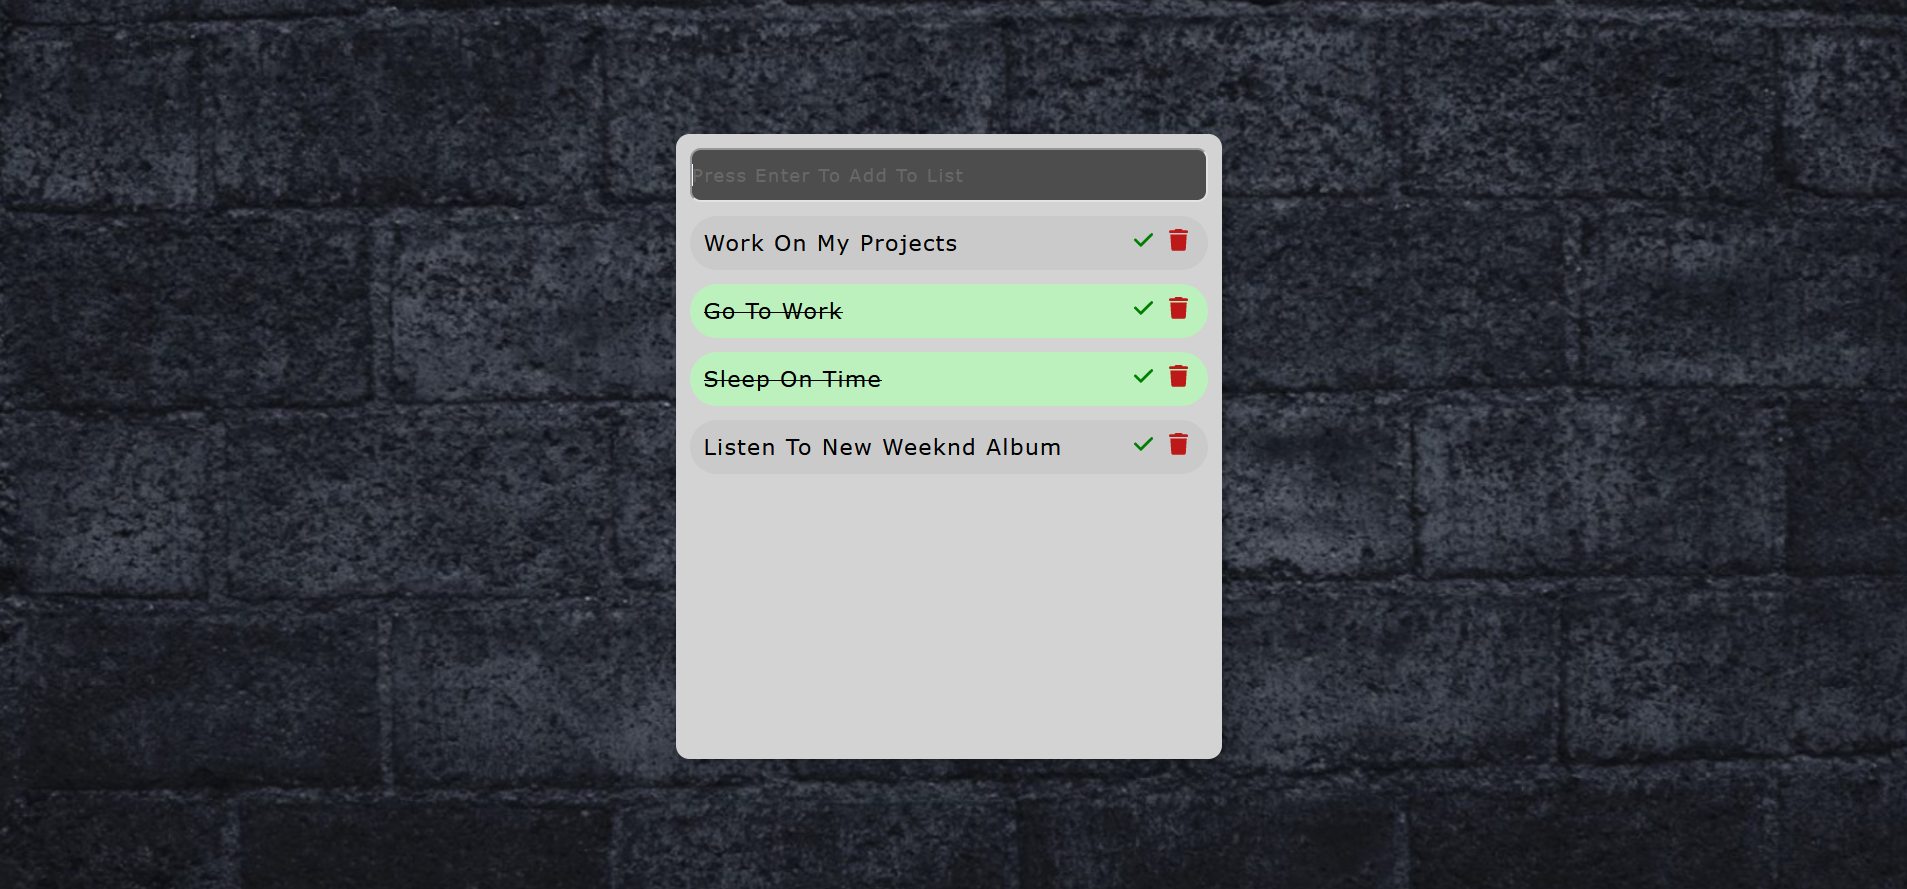 Press Enter To Add To List
Work On My Projects
Go To Work
Sleep On Time
Listen To New Weeknd Album